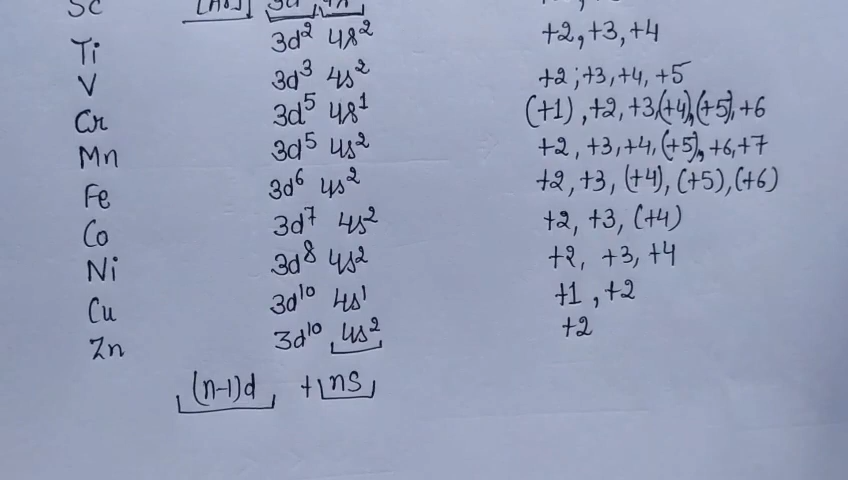 Sc [Ar] 3d 4s
Ti 3d² 4s² +2, +3, +4
V 3d³ 4s² +2, +3, +4, +5
Cr 3d⁵ 4s¹ (+1), +2, +3, (+4), (+5), +6
Mn 3d⁵ 4s² +2, +3, +4, (+5), +6, +7
Fe 3d⁶ 4s² +2, +3, (+4), (+5), (+6)
Co 3d⁷ 4s² +2, +3, (+4)
Ni 3d⁸ 4s² +2, +3, +4
Cu 3d¹⁰ 4s¹ +1, +2
Zn 3d¹⁰ 4s² +2
(n-1)d + ns